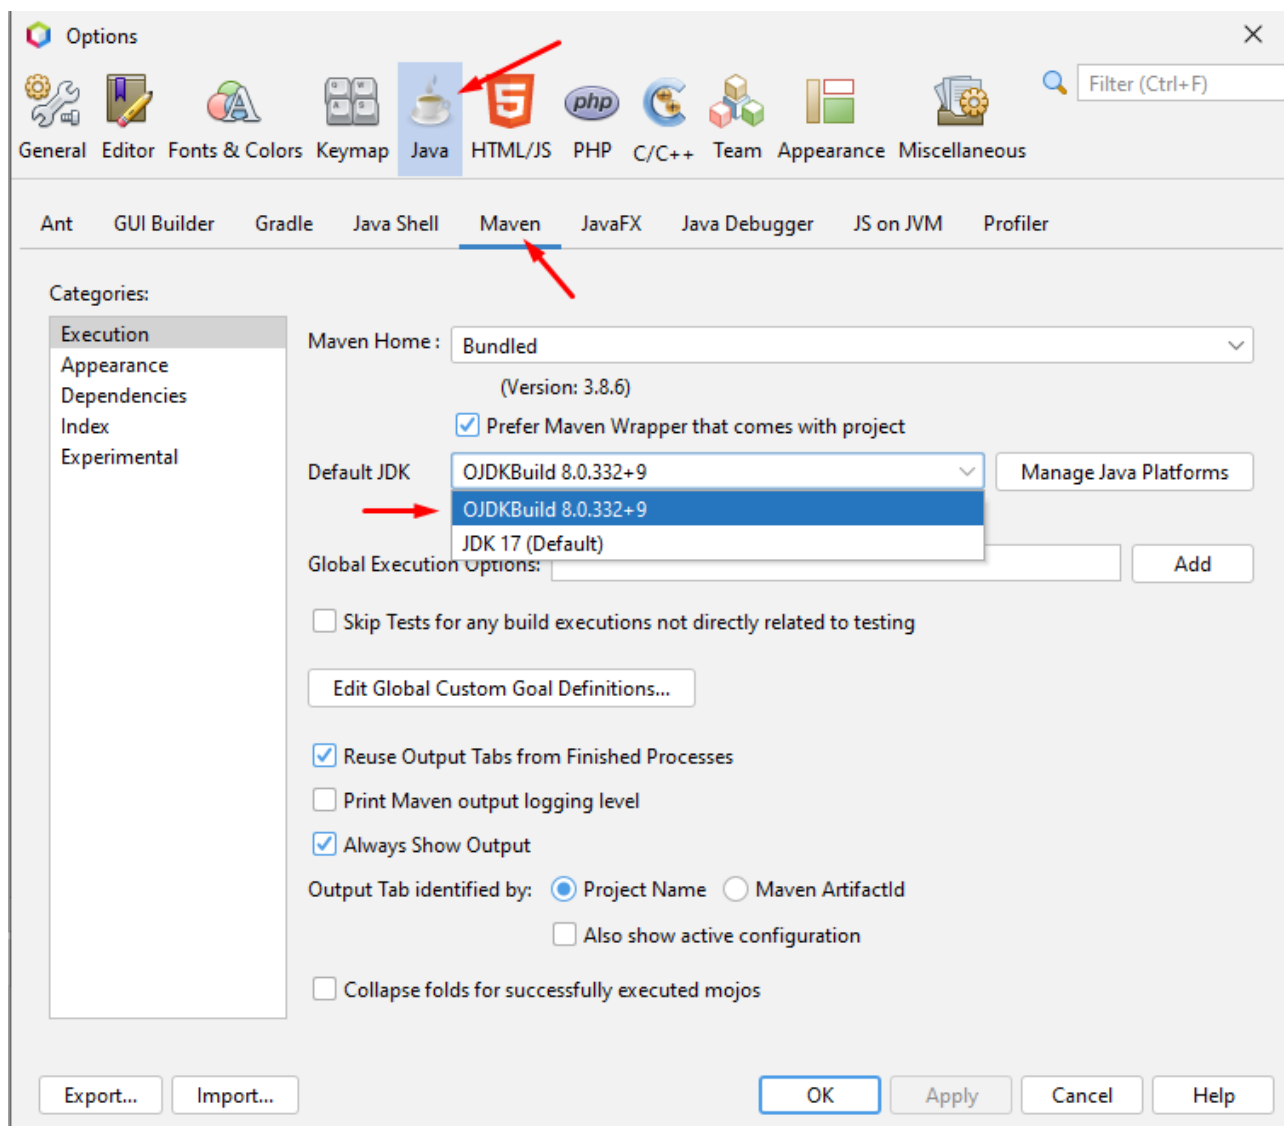 Options
Filter (Ctrl+F)
General Editor Fonts & Colors Keymap Java HTML/JS PHP C/C++ Team Appearance Miscellaneous
Ant GUI Builder Gradle Java Shell Maven JavaFX Java Debugger JS on JVM Profiler
Categories:
Execution
Appearance
Dependencies
Index
Experimental
Maven Home : Bundled
(Version: 3.8.6)
Prefer Maven Wrapper that comes with project
Default JDK OJDKBuild 8.0.332+9 Manage Java Platforms
OJDKBuild 8.0.332+9
JDK 17 (Default)
Global Execution Options: Add
Skip Tests for any build executions not directly related to testing
Edit Global Custom Goal Definitions...
Reuse Output Tabs from Finished Processes
Print Maven output logging level
Always Show Output
Output Tab identified by: Project Name Maven ArtifactId
Also show active configuration
Collapse folds for successfully executed mojos
Export... Import... OK Apply Cancel Help